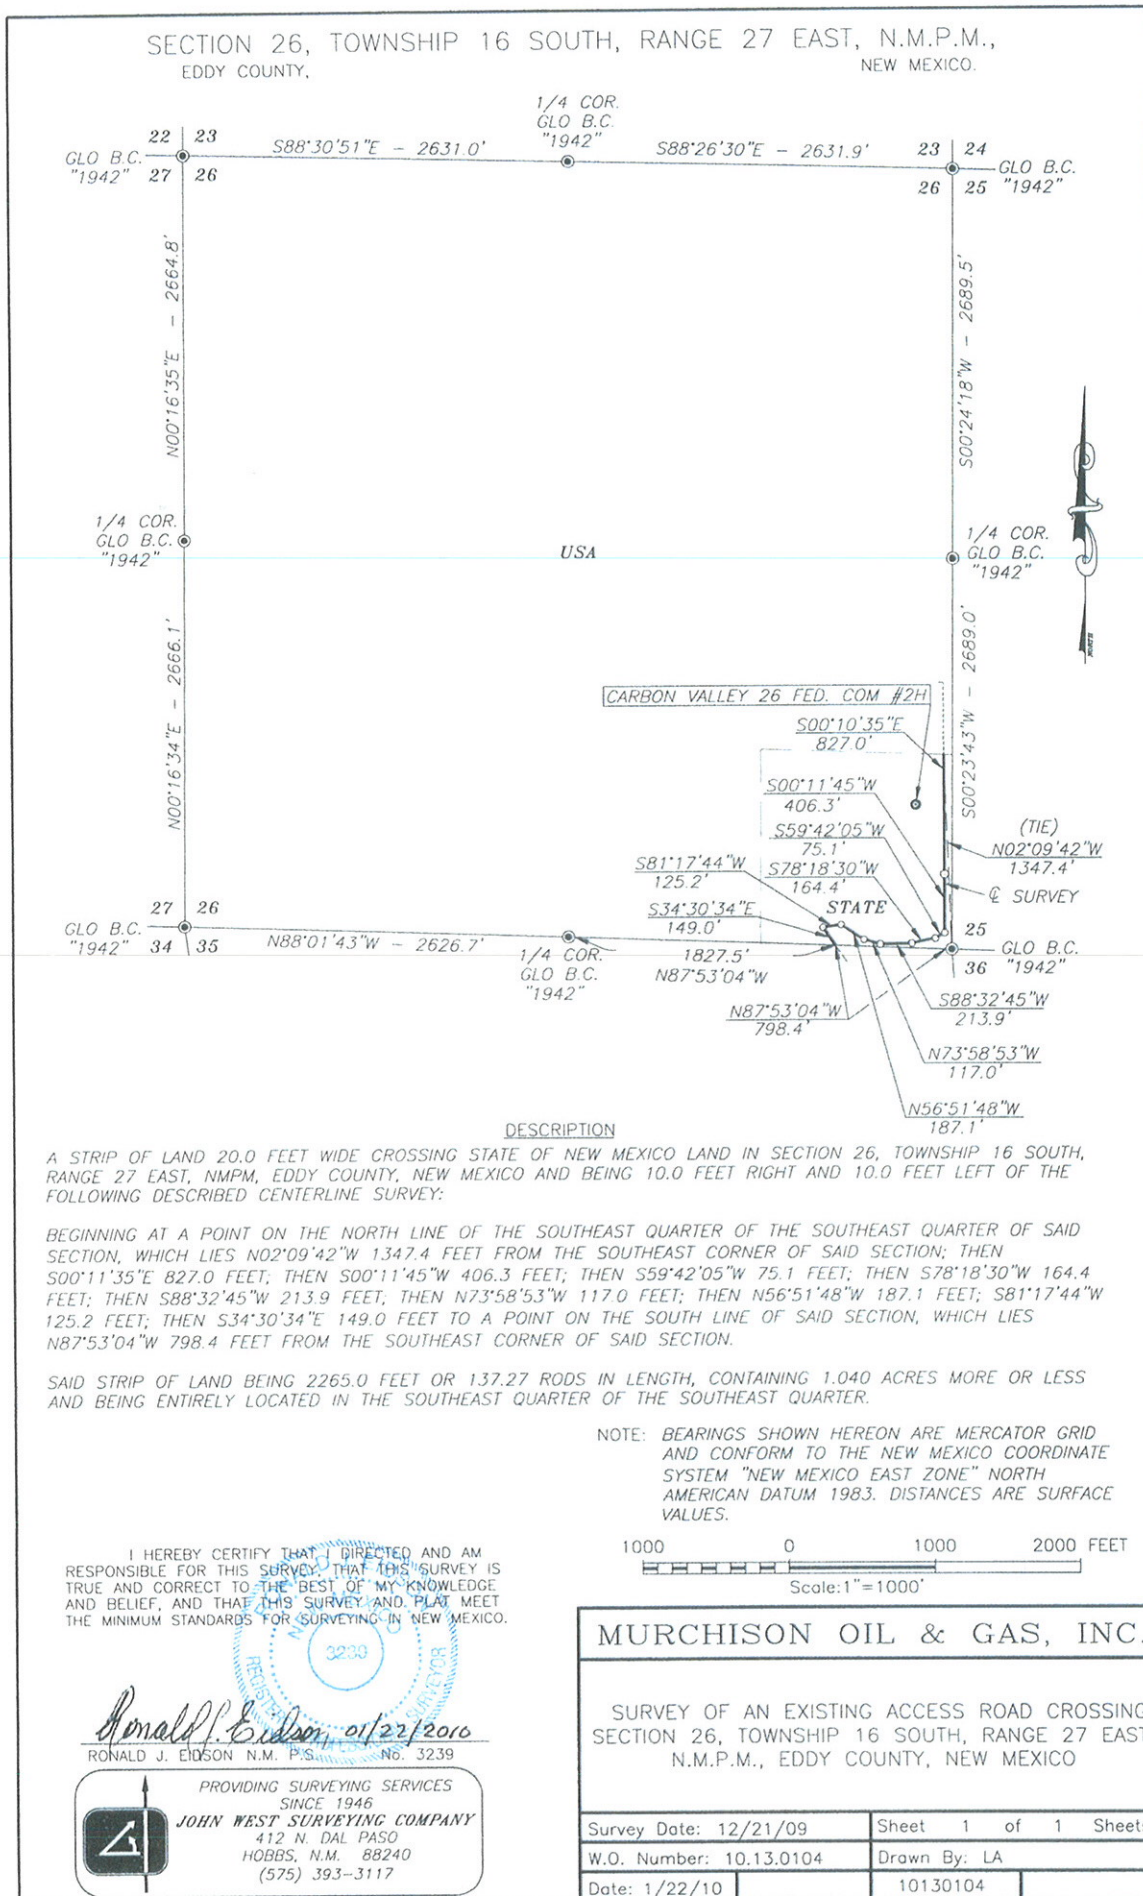 SECTION 26, TOWNSHIP 16 SOUTH, RANGE 27 EAST, N.M.P.M.,
EDDY COUNTY, NEW MEXICO.
1/4 COR.
GLO B.C.
"1942"
22 23
27 26
GLO B.C.
"1942"
S88°30'51"E - 2631.0'
S88°26'30"E - 2631.9'
23 24
26 25
GLO B.C.
"1942"
N00°16'35"E - 2664.8'
S00°24'18"W - 2689.5'
NORTH
1/4 COR.
GLO B.C.
"1942"
USA
1/4 COR.
GLO B.C.
"1942"
N00°16'34"E - 2666.1'
S00°23'43"W - 2689.0'
CARBON VALLEY 26 FED. COM #2H
S00°10'35"E
827.0'
S00°11'45"W
406.3'
S59°42'05"W
75.1'
(TIE)
N02°09'42"W
1347.4'
S81°17'44"W
125.2'
S78°18'30"W
164.4'
℄ SURVEY
S34°30'34"E
149.0'
STATE
27 26
34 35
GLO B.C.
"1942"
N88°01'43"W - 2626.7'
1/4 COR.
GLO B.C.
"1942"
1827.5'
N87°53'04"W
25
36
GLO B.C.
"1942"
N87°53'04"W
798.4'
S88°32'45"W
213.9'
N73°58'53"W
117.0'
N56°51'48"W
187.1'
DESCRIPTION
A STRIP OF LAND 20.0 FEET WIDE CROSSING STATE OF NEW MEXICO LAND IN SECTION 26, TOWNSHIP 16 SOUTH,
RANGE 27 EAST, NMPM, EDDY COUNTY, NEW MEXICO AND BEING 10.0 FEET RIGHT AND 10.0 FEET LEFT OF THE
FOLLOWING DESCRIBED CENTERLINE SURVEY:
BEGINNING AT A POINT ON THE NORTH LINE OF THE SOUTHEAST QUARTER OF THE SOUTHEAST QUARTER OF SAID
SECTION, WHICH LIES N02°09'42"W 1347.4 FEET FROM THE SOUTHEAST CORNER OF SAID SECTION; THEN
S00°11'35"E 827.0 FEET; THEN S00°11'45"W 406.3 FEET; THEN S59°42'05"W 75.1 FEET; THEN S78°18'30"W 164.4
FEET; THEN S88°32'45"W 213.9 FEET; THEN N73°58'53"W 117.0 FEET; THEN N56°51'48"W 187.1 FEET; S81°17'44"W
125.2 FEET; THEN S34°30'34"E 149.0 FEET TO A POINT ON THE SOUTH LINE OF SAID SECTION, WHICH LIES
N87°53'04"W 798.4 FEET FROM THE SOUTHEAST CORNER OF SAID SECTION.
SAID STRIP OF LAND BEING 2265.0 FEET OR 137.27 RODS IN LENGTH, CONTAINING 1.040 ACRES MORE OR LESS
AND BEING ENTIRELY LOCATED IN THE SOUTHEAST QUARTER OF THE SOUTHEAST QUARTER.
NOTE: BEARINGS SHOWN HEREON ARE MERCATOR GRID
AND CONFORM TO THE NEW MEXICO COORDINATE
SYSTEM "NEW MEXICO EAST ZONE" NORTH
AMERICAN DATUM 1983. DISTANCES ARE SURFACE
VALUES.
1000 0 1000 2000 FEET
Scale:1"=1000'
I HEREBY CERTIFY THAT I DIRECTED AND AM
RESPONSIBLE FOR THIS SURVEY, THAT THIS SURVEY IS
TRUE AND CORRECT TO THE BEST OF MY KNOWLEDGE
AND BELIEF, AND THAT THIS SURVEY AND PLAT MEET
THE MINIMUM STANDARDS FOR SURVEYING IN NEW MEXICO.
RONALD J. EIDSON
NEW MEXICO
3239
SURVEYOR
Ronald J. Eidson, 01/22/2010
RONALD J. EIDSON N.M. P.S. No. 3239
PROVIDING SURVEYING SERVICES
SINCE 1946
JOHN WEST SURVEYING COMPANY
412 N. DAL PASO
HOBBS, N.M. 88240
(575) 393-3117
MURCHISON OIL & GAS, INC.
SURVEY OF AN EXISTING ACCESS ROAD CROSSING
SECTION 26, TOWNSHIP 16 SOUTH, RANGE 27 EAST
N.M.P.M., EDDY COUNTY, NEW MEXICO
Survey Date: 12/21/09
Sheet 1 of 1 Sheet
W.O. Number: 10.13.0104
Drawn By: LA
Date: 1/22/10
10130104